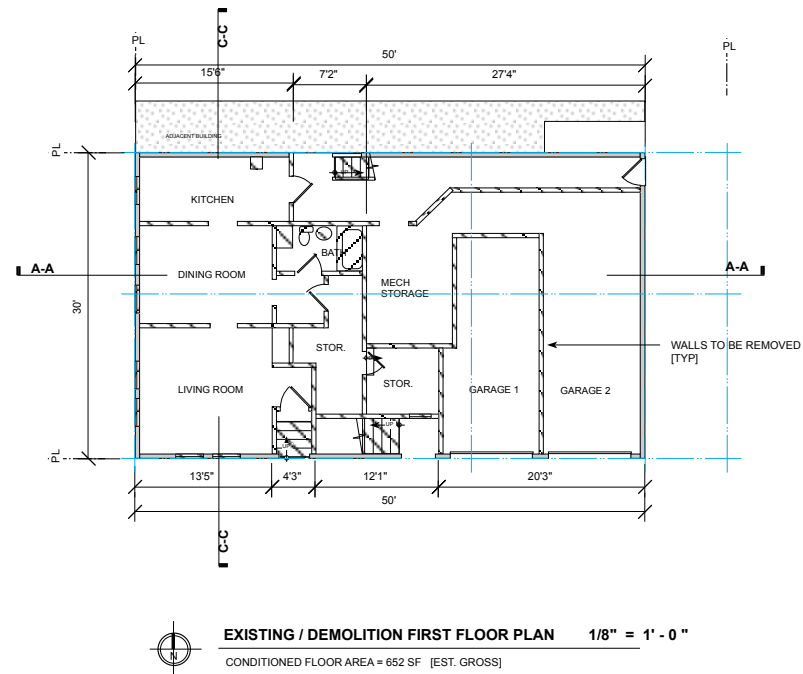 C-C
PL
PL
50'
15'6"
7'2"
27'4"
ADJACENT BUILDING
PL
UP
KITCHEN
BATH
A-A
DINING ROOM
A-A
MECH
STORAGE
30'
WALLS TO BE REMOVED
[TYP]
STOR.
STOR.
LIVING ROOM
GARAGE 1
GARAGE 2
UP
UP
PL
13'5"
4'3"
12'1"
20'3"
50'
C-C
N
EXISTING / DEMOLITION FIRST FLOOR PLAN 1/8" = 1' - 0 "
CONDITIONED FLOOR AREA = 652 SF [EST. GROSS]